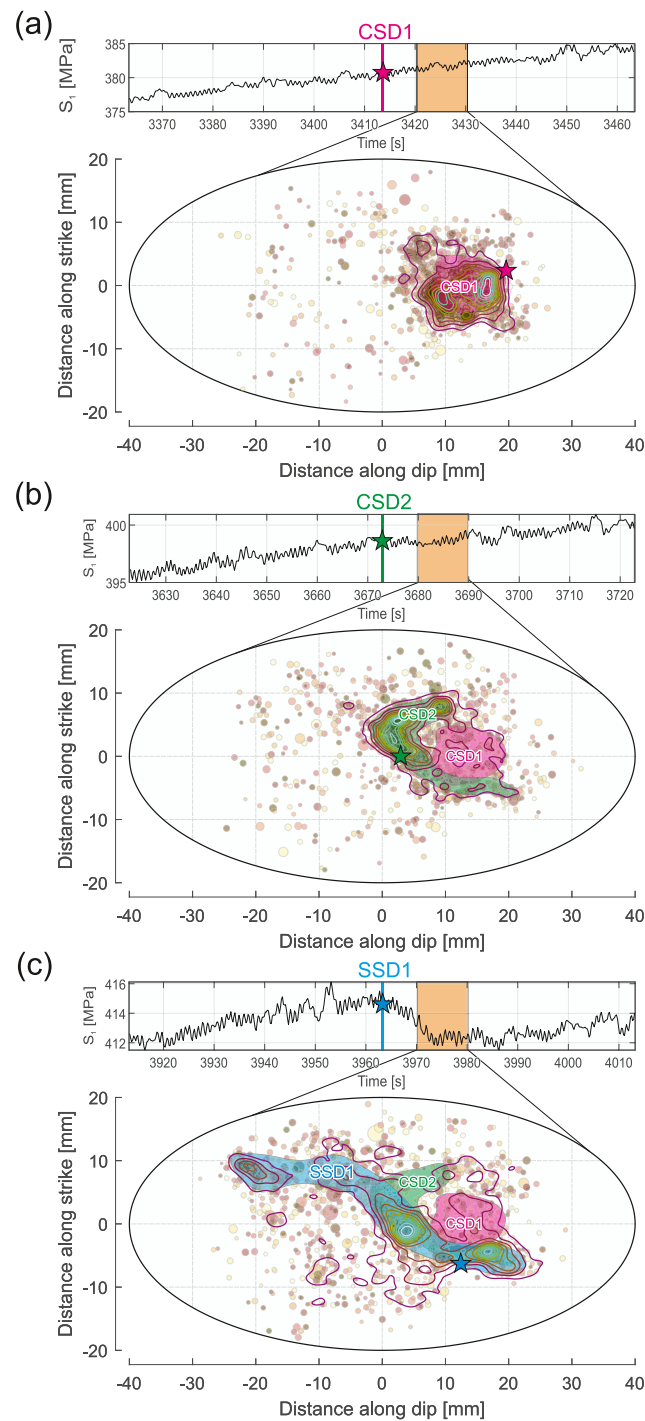 (a)
CSD1
S₁ [MPa]
385
380
375
3370 3380 3390 3400 3410 3420 3430 3440 3450 3460
Time [s]
Distance along strike [mm]
20
10
0
-10
-20
CSD1
-40 -30 -20 -10 0 10 20 30 40
Distance along dip [mm]
(b)
CSD2
S₁ [MPa]
400
395
3630 3640 3650 3660 3670 3680 3690 3700 3710 3720
Time [s]
Distance along strike [mm]
20
10
0
-10
-20
CSD2
CSD1
-40 -30 -20 -10 0 10 20 30 40
Distance along dip [mm]
(c)
SSD1
S₁ [MPa]
416
414
412
3920 3930 3940 3950 3960 3970 3980 3990 4000 4010
Time [s]
Distance along strike [mm]
20
10
0
-10
-20
SSD1
CSD2
CSD1
-40 -30 -20 -10 0 10 20 30 40
Distance along dip [mm]